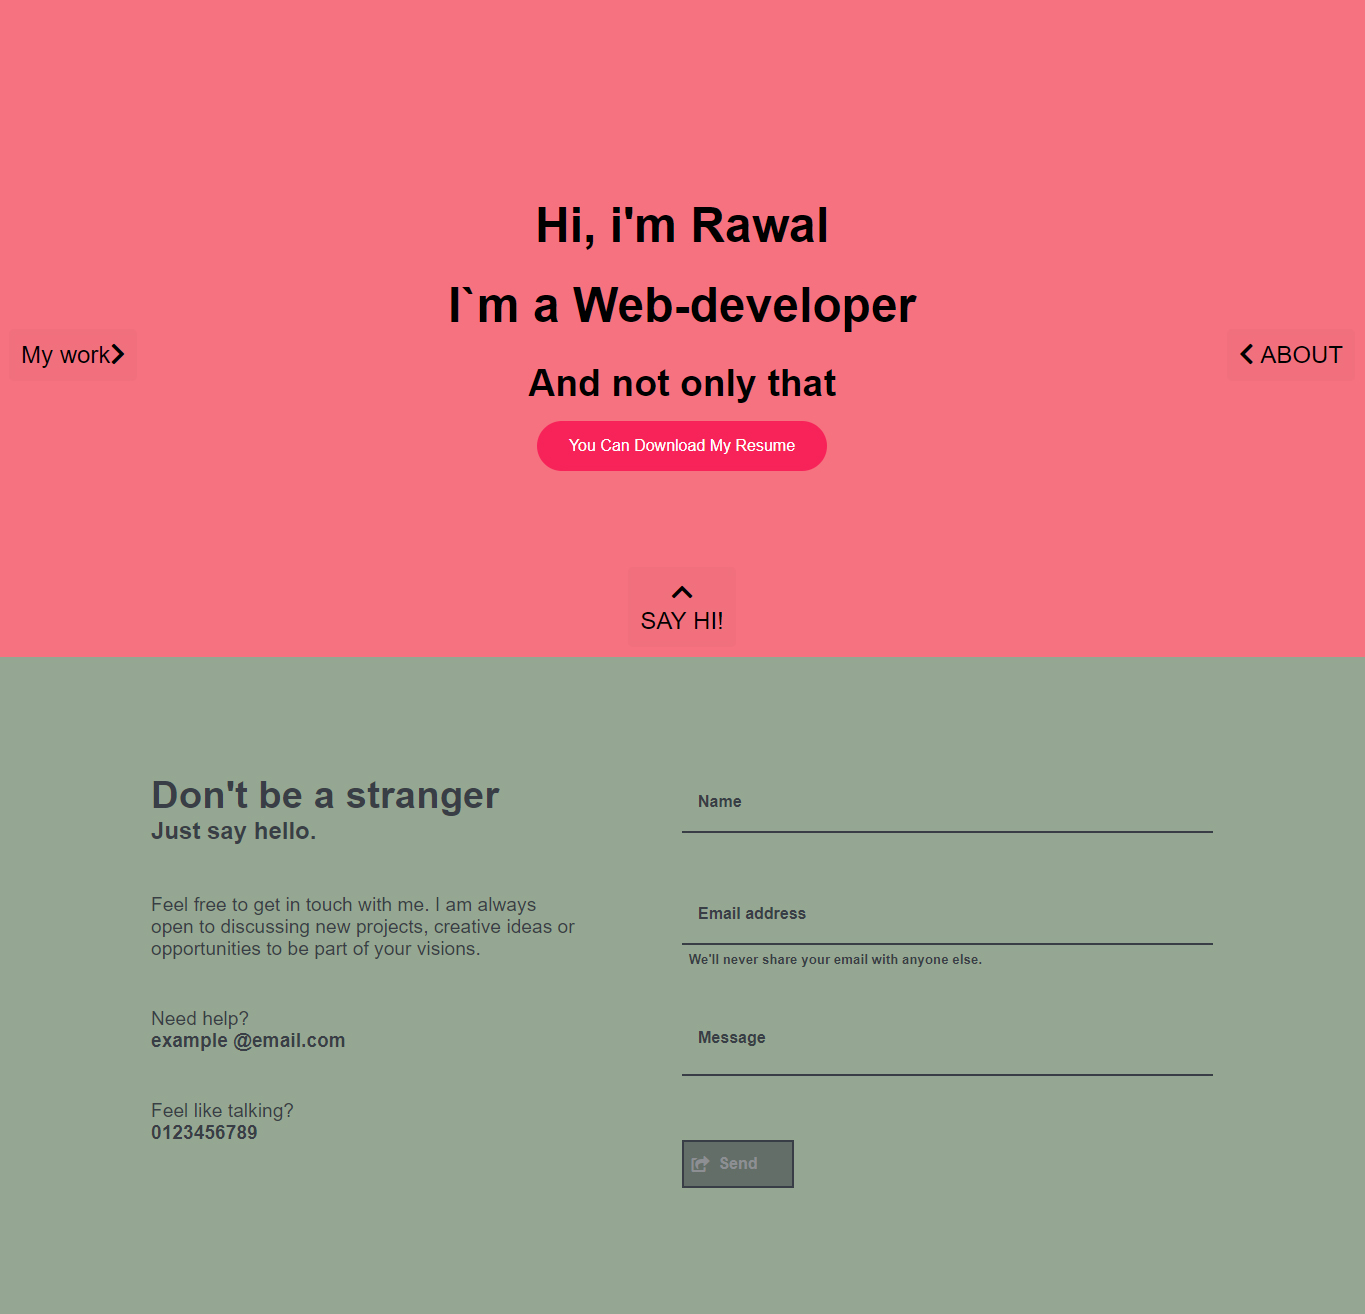 Hi, i'm Rawal
I`m a Web-developer
My work
ABOUT
And not only that
You Can Download My Resume
SAY HI!
Don't be a stranger
Just say hello.
Feel free to get in touch with me. I am always
open to discussing new projects, creative ideas or
opportunities to be part of your visions.
Need help?
example @email.com
Feel like talking?
0123456789
Name
Email address
We'll never share your email with anyone else.
Message
Send